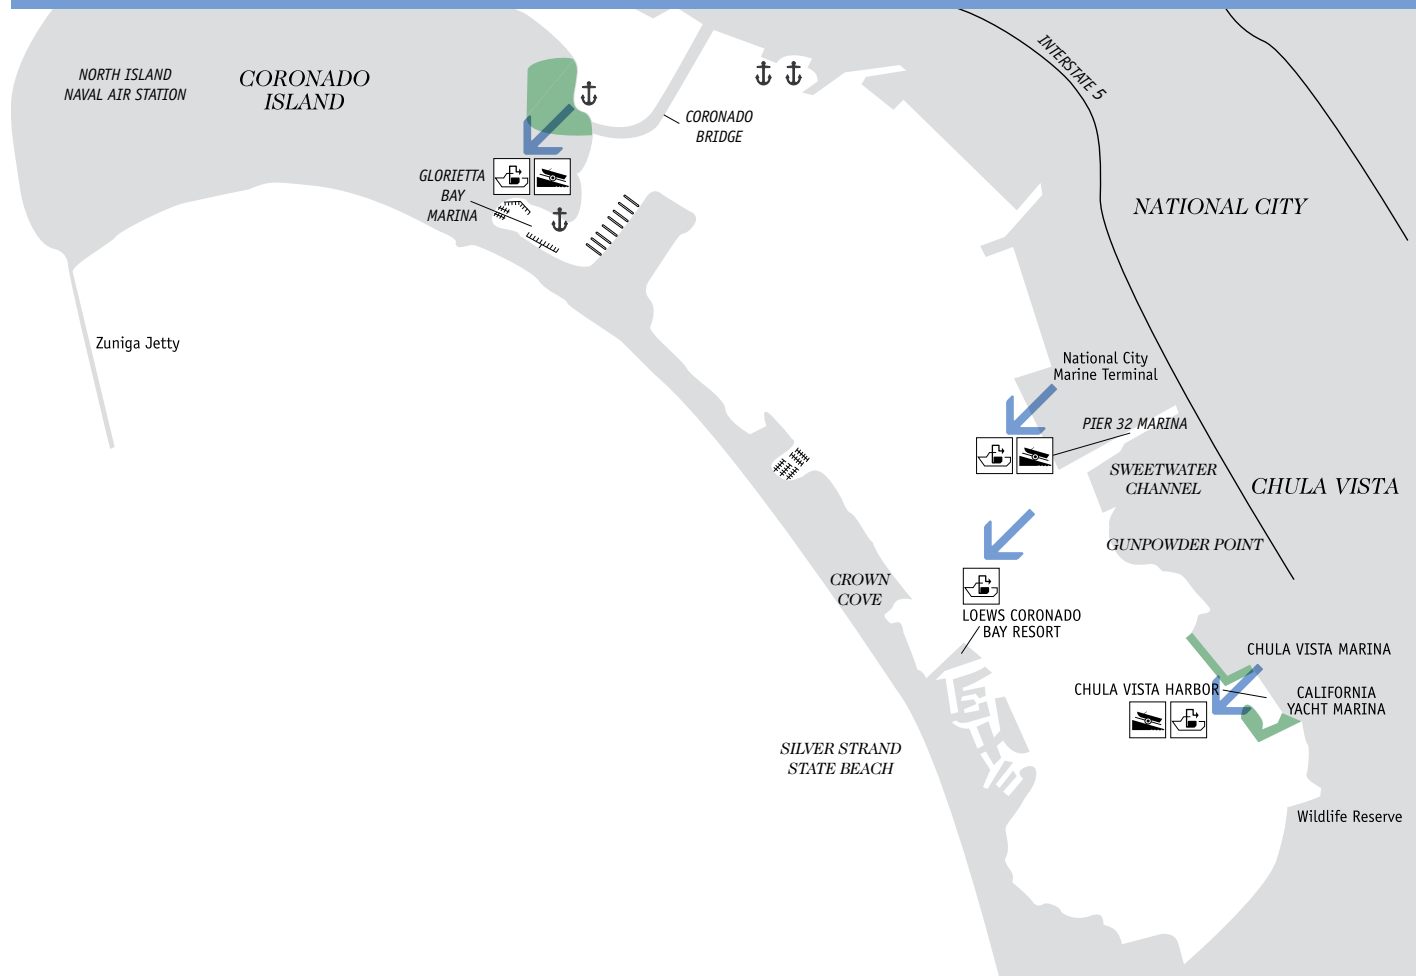 INTERSTATE 5
NORTH ISLAND
NAVAL AIR STATION
CORONADO
ISLAND
CORONADO
BRIDGE
GLORIETTA
BAY
MARINA
NATIONAL CITY
Zuniga Jetty
National City
Marine Terminal
PIER 32 MARINA
SWEETWATER
CHANNEL
CHULA VISTA
GUNPOWDER POINT
CROWN
COVE
LOEWS CORONADO
BAY RESORT
CHULA VISTA MARINA
CHULA VISTA HARBOR
CALIFORNIA
YACHT MARINA
SILVER STRAND
STATE BEACH
Wildlife Reserve